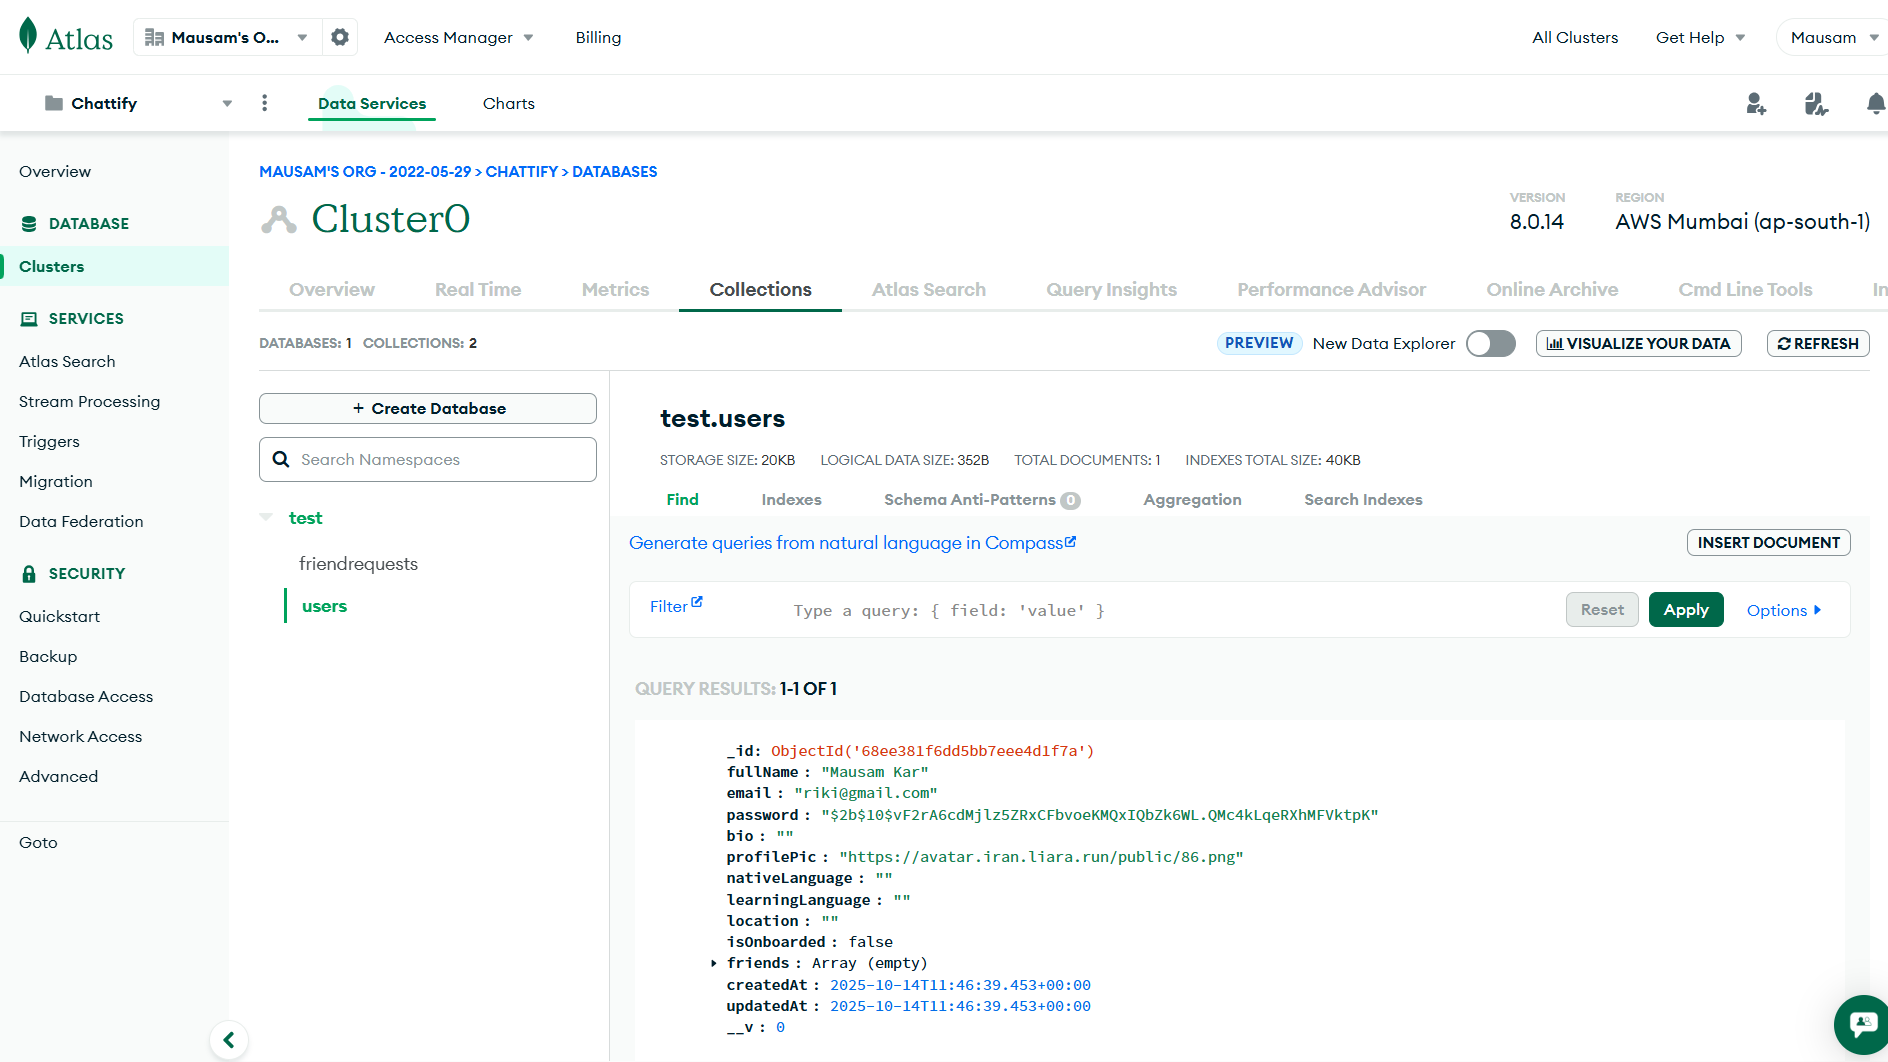 Atlas
Mausam's O...
Access Manager
Billing
All Clusters
Get Help
Mausam
Chattify
Data Services
Charts
Overview
DATABASE
Clusters
SERVICES
Atlas Search
Stream Processing
Triggers
Migration
Data Federation
SECURITY
Quickstart
Backup
Database Access
Network Access
Advanced
Goto
MAUSAM'S ORG - 2022-05-29 > CHATTIFY > DATABASES
Cluster0
VERSION
8.0.14
REGION
AWS Mumbai (ap-south-1)
Overview
Real Time
Metrics
Collections
Atlas Search
Query Insights
Performance Advisor
Online Archive
Cmd Line Tools
In
DATABASES: 1 COLLECTIONS: 2
PREVIEW
New Data Explorer
VISUALIZE YOUR DATA
REFRESH
+ Create Database
Search Namespaces
test
friendrequests
users
test.users
STORAGE SIZE: 20KB
LOGICAL DATA SIZE: 352B
TOTAL DOCUMENTS: 1
INDEXES TOTAL SIZE: 40KB
Find
Indexes
Schema Anti-Patterns 0
Aggregation
Search Indexes
Generate queries from natural language in Compass
INSERT DOCUMENT
Filter
Type a query: { field: 'value' }
Reset
Apply
Options
QUERY RESULTS: 1-1 OF 1
_id: ObjectId('68ee381f6dd5bb7eee4d1f7a')
fullName : "Mausam Kar"
email : "riki@gmail.com"
password : "$2b$10$vF2rA6cdMjlz5ZRxCFbvoeKMQxIQbZk6WL.QMc4kLqeRXhMFVktpK"
bio : ""
profilePic : "https://avatar.iran.liara.run/public/86.png"
nativeLanguage : ""
learningLanguage : ""
location : ""
isOnboarded : false
friends : Array (empty)
createdAt : 2025-10-14T11:46:39.453+00:00
updatedAt : 2025-10-14T11:46:39.453+00:00
__v : 0